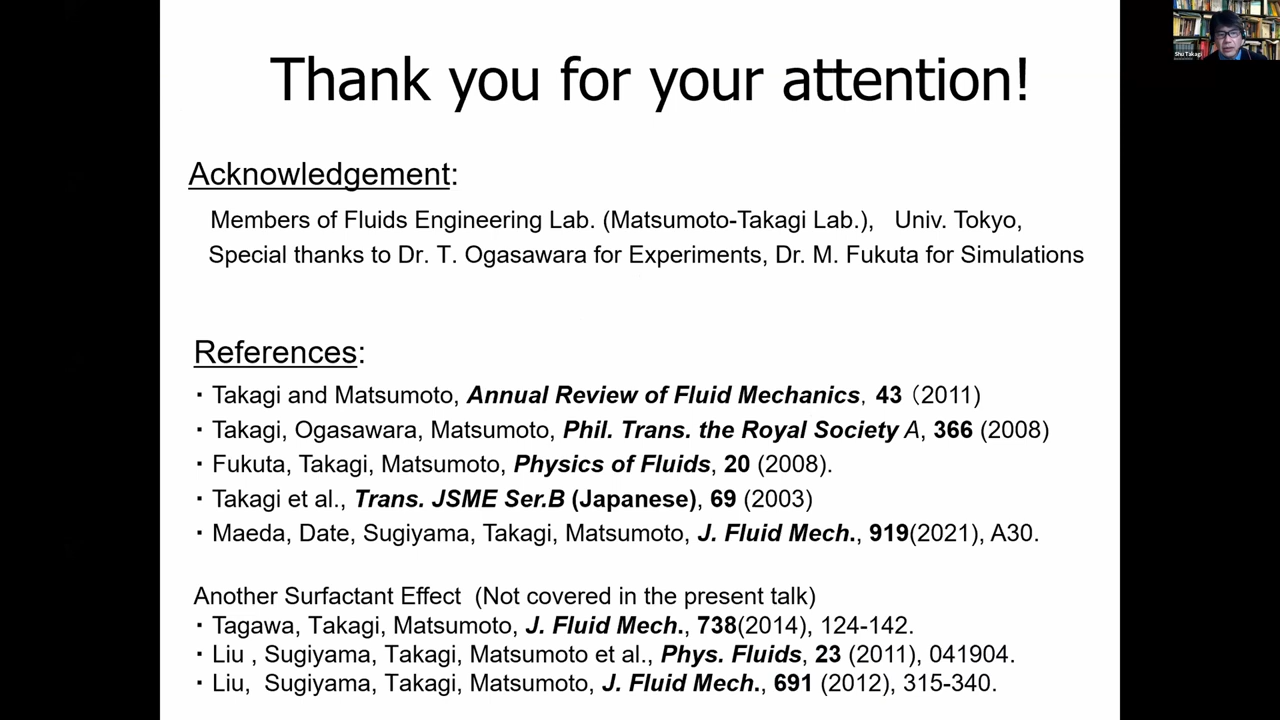 Thank you for your attention!
Shu Takagi
Acknowledgement:
Members of Fluids Engineering Lab. (Matsumoto-Takagi Lab.), Univ. Tokyo,
Special thanks to Dr. T. Ogasawara for Experiments, Dr. M. Fukuta for Simulations
References:
・Takagi and Matsumoto, Annual Review of Fluid Mechanics, 43（2011)
・Takagi, Ogasawara, Matsumoto, Phil. Trans. the Royal Society A, 366 (2008)
・Fukuta, Takagi, Matsumoto, Physics of Fluids, 20 (2008).
・Takagi et al., Trans. JSME Ser.B (Japanese), 69 (2003)
・Maeda, Date, Sugiyama, Takagi, Matsumoto, J. Fluid Mech., 919(2021), A30.
Another Surfactant Effect (Not covered in the present talk)
・Tagawa, Takagi, Matsumoto, J. Fluid Mech., 738(2014), 124-142.
・Liu , Sugiyama, Takagi, Matsumoto et al., Phys. Fluids, 23 (2011), 041904.
・Liu, Sugiyama, Takagi, Matsumoto, J. Fluid Mech., 691 (2012), 315-340.